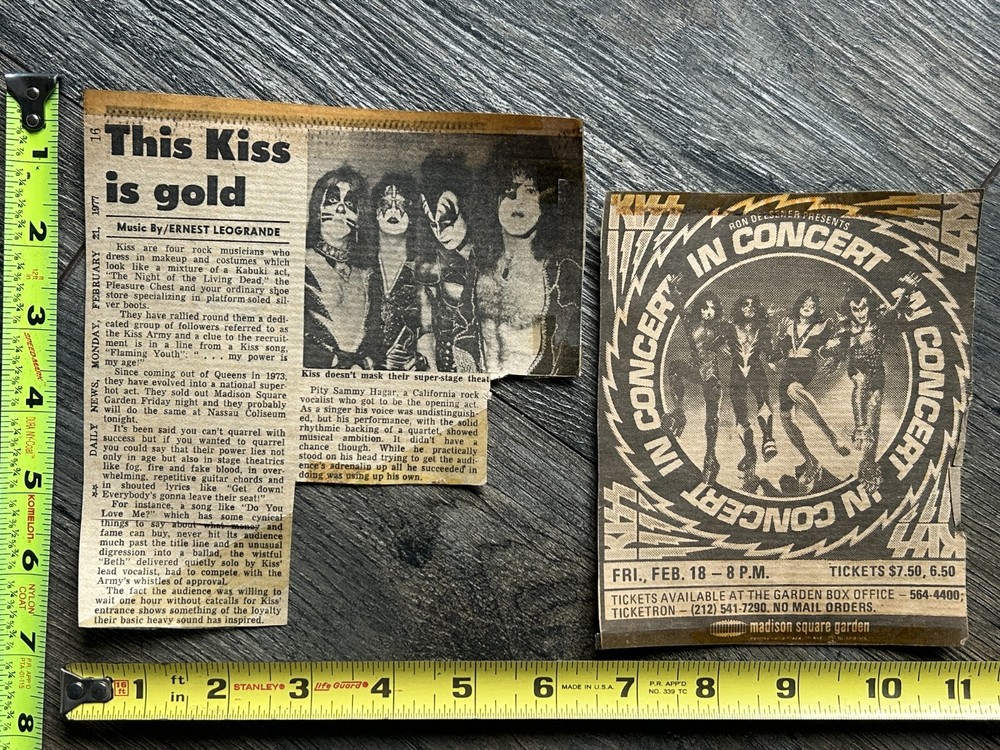 16
DAILY NEWS, MONDAY, FEBRUARY 21, 1977
This Kiss
is gold
Music By/ERNEST LEOGRANDE
Kiss are four rock musicians who
dress in makeup and costumes which
look like a mixture of a Kabuki act,
"The Night of the Living Dead," the
Pleasure Chest and your ordinary shoe
store specializing in platform-soled sil-
ver boots.
They have rallied round them a dedi-
cated group of followers referred to as
the Kiss Army and a clue to the recruit-
ment is in a line from a Kiss song,
"Flaming Youth": ". . . . my power is
my age!"
Since coming out of Queens in 1973
they have evolved into a national super-
hot act. They sold out Madison Square
Garden Friday night and they probably
will do the same at Nassau Coliseum
tonight.
It's been said you can't quarrel with
success but if you wanted to quarrel
you could say that their power lies not
only in age but also in stage theatrics
like fog, fire and fake blood, in over-
whelming, repetitive guitar chords and
in shouted lyrics like "Get down!
Everybody's gonna leave their seat!"
For instance, a song like "Do You
Love Me?" which has some cynical
things to say about what money and
fame can buy, never hit its audience
much past the title line and an unusual
digression into a ballad, the wistful
"Beth" delivered quietly solo by Kiss'
lead vocalist, had to compete with the
Army's whistles of approval.
The fact the audience was willing to
wait one hour without catcalls for Kiss'
entrance shows something of the loyalty
their basic heavy sound has inspired.
Kiss doesn't mask their super-stage theat
Pity Sammy Hagar, a California rock
vocalist who got to be the opening act.
As a singer his voice was undistinguish-
ed, but his performance, with the solid
rhythmic backing of a quartet, showed
musical ambition. It didn't have a
chance though. While he practically
stood on his head trying to get the audi-
ence's adrenalin up all he succeeded in
doing was using up his own.
KISS
KISS
RON DELSENER PRESENTS
IN CONCERT
IN CONCERT
IN CONCERT
IN CONCERT
KISS
KISS
FRI., FEB. 18 – 8 P.M. TICKETS $7.50, 6.50
TICKETS AVAILABLE AT THE GARDEN BOX OFFICE – 564-4400;
TICKETRON – (212) 541-7290. NO MAIL ORDERS.
madison square garden
1 2 3 4 5 6 7 8
KOMELON
NYLON
COAT
16
ft
1 ft
in 2 STANLEY 3 Life Guard 4 5 6 MADE IN U.S.A. 7 P.R. APP'D
NO. 339 TC 8 9 10 11